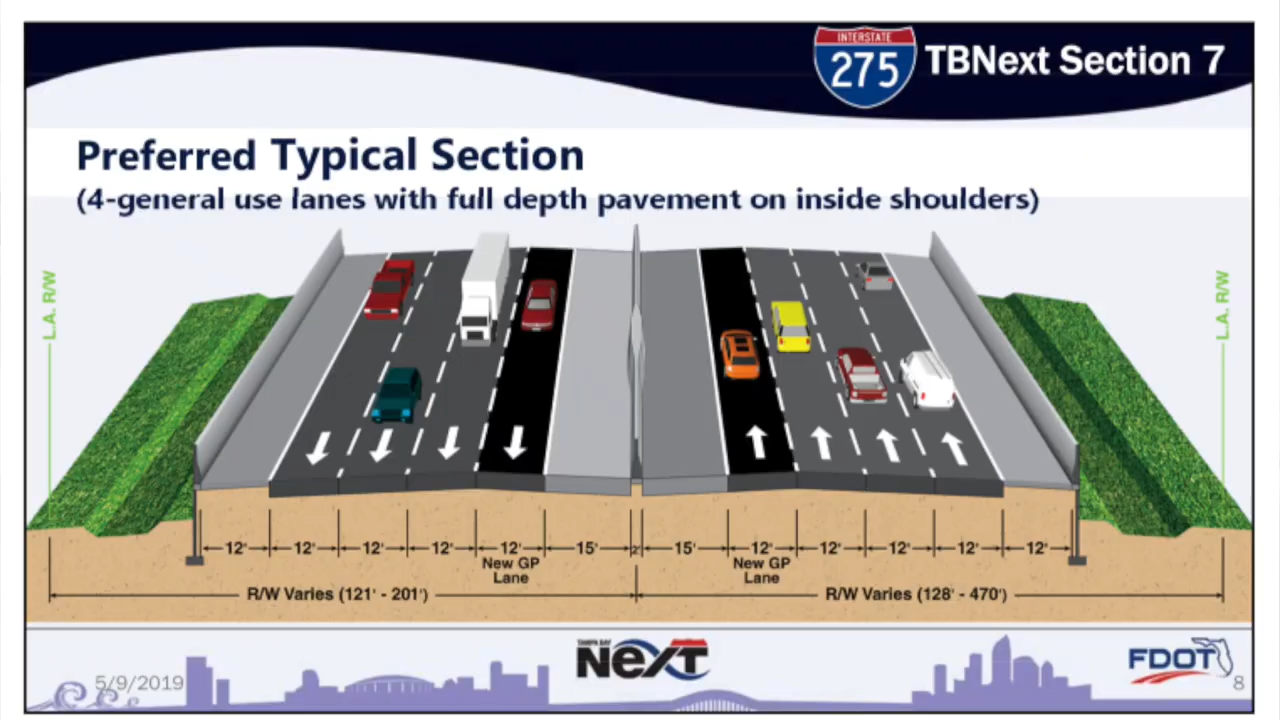 INTERSTATE
275
TBNext Section 7
Preferred Typical Section
(4-general use lanes with full depth pavement on inside shoulders)
L.A. R/W
L.A. R/W
12' 12' 12' 12' 12' 15' 2' 15' 12' 12' 12' 12' 12'
New GP
Lane
New GP
Lane
R/W Varies (121' - 201')
R/W Varies (128' - 470')
TAMPA BAY
NeXT
FDOT
5/9/2019
8